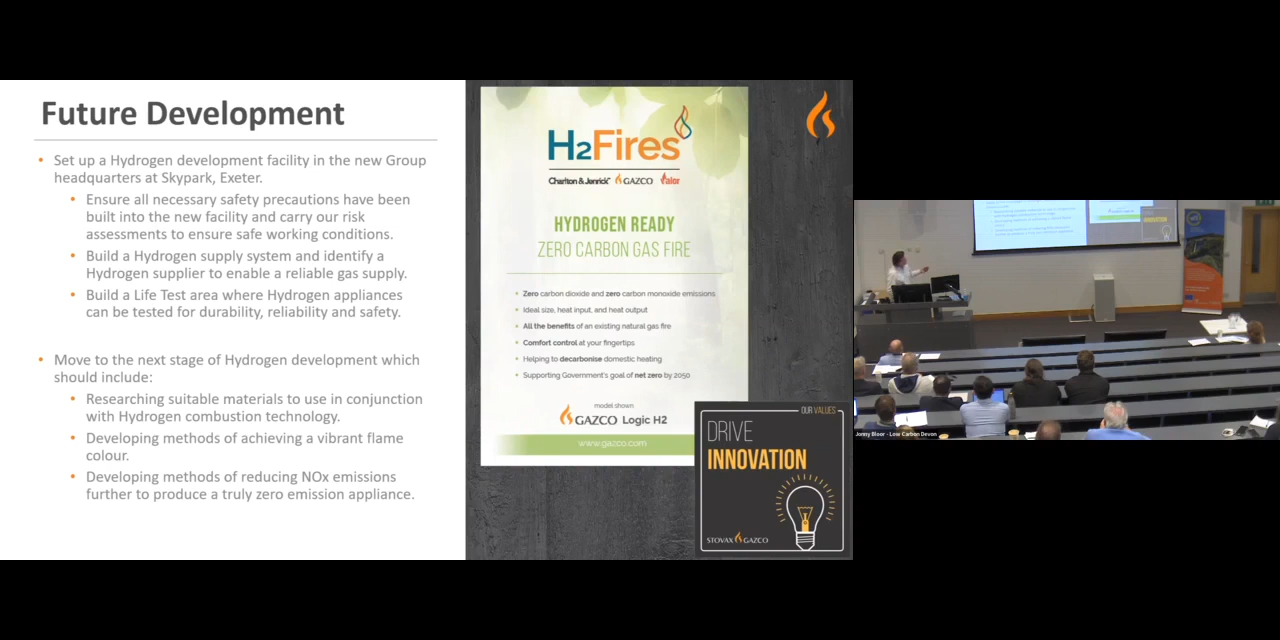 Future Development
• Set up a Hydrogen development facility in the new Group
headquarters at Skypark, Exeter.
• Ensure all necessary safety precautions have been
built into the new facility and carry our risk
assessments to ensure safe working conditions.
• Build a Hydrogen supply system and identify a
Hydrogen supplier to enable a reliable gas supply.
• Build a Life Test area where Hydrogen appliances
can be tested for durability, reliability and safety.
• Move to the next stage of Hydrogen development which
should include:
• Researching suitable materials to use in conjunction
with Hydrogen combustion technology.
• Developing methods of achieving a vibrant flame
colour.
• Developing methods of reducing NOx emissions
further to produce a truly zero emission appliance.
H2Fires
Charlton & Jenrick GAZCO Valor
HYDROGEN READY
ZERO CARBON GAS FIRE
• Zero carbon dioxide and zero carbon monoxide emissions
• Ideal size, heat input, and heat output
• All the benefits of an existing natural gas fire
• Comfort control at your fingertips
• Helping to decarbonise domestic heating
• Supporting Government's goal of net zero by 2050
model shown
GAZCO Logic H2
www.gazco.com
OUR VALUES
DRIVE
INNOVATION
STOVAX GAZCO
INNOVATION
Jonny Bloor - Low Carbon Devon